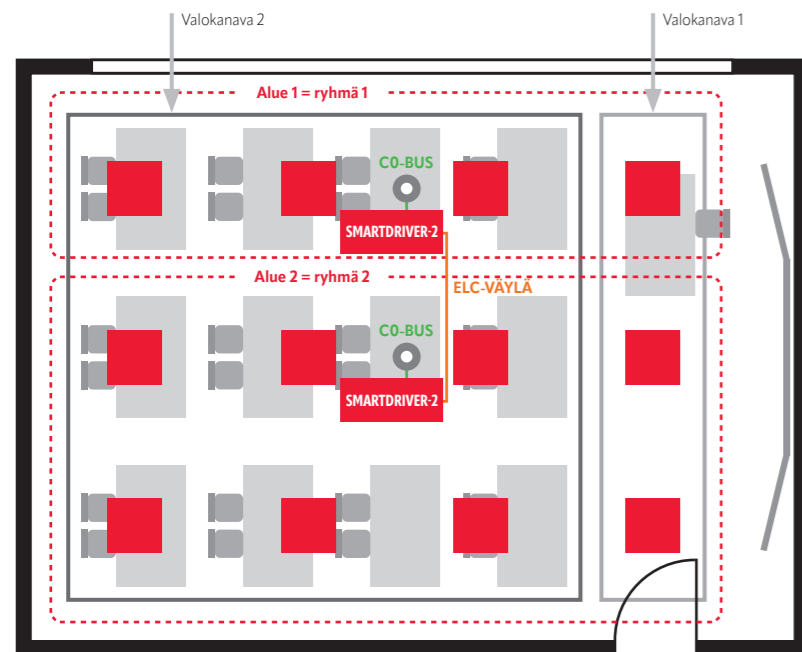 Valokanava 2
Valokanava 1
Alue 1 = ryhmä 1
C0-BUS
SMARTDRIVER-2
Alue 2 = ryhmä 2
ELC-VÄYLÄ
C0-BUS
SMARTDRIVER-2